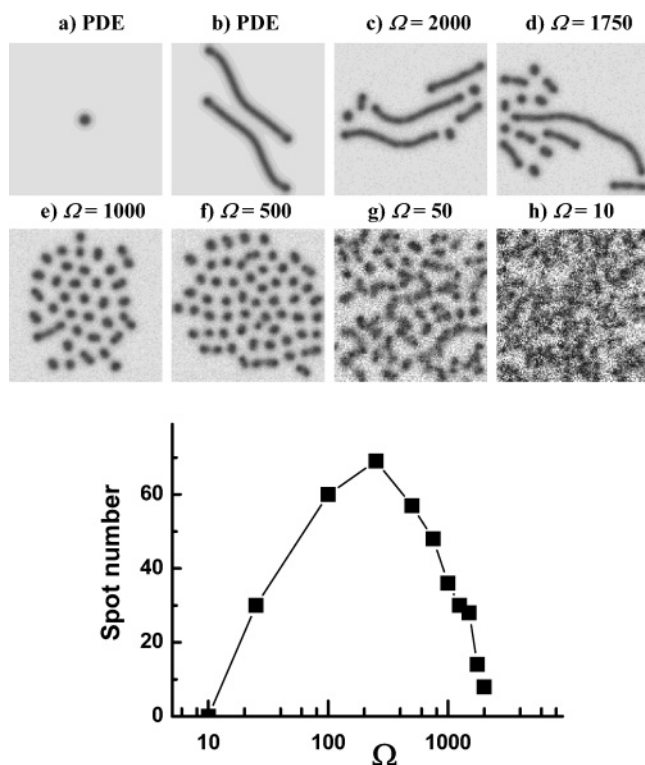 a) PDE b) PDE c) Ω = 2000 d) Ω = 1750
e) Ω = 1000 f) Ω = 500 g) Ω = 50 h) Ω = 10
Spot number
60
40
20
0
10 100 1000
Ω